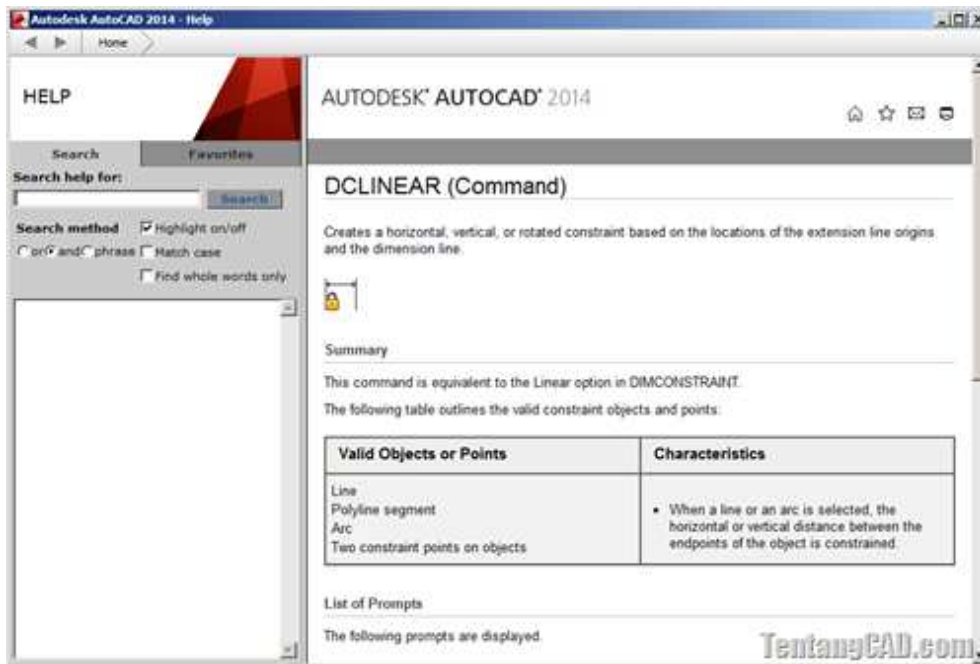 Autodesk AutoCAD 2014 - Help
Home
HELP
Search
Favorites
Search help for:
Search
Search method
Highlight on/off
or and phrase
Match case
Find whole words only
AUTODESK® AUTOCAD® 2014
DCLINEAR (Command)
Creates a horizontal, vertical, or rotated constraint based on the locations of the extension line origins
and the dimension line.
Summary
This command is equivalent to the Linear option in DIMCONSTRAINT.
The following table outlines the valid constraint objects and points:
Valid Objects or Points
Characteristics
Line
Polyline segment
Arc
Two constraint points on objects
• When a line or an arc is selected, the
horizontal or vertical distance between the
endpoints of the object is constrained.
List of Prompts
The following prompts are displayed.
TentangCAD.com